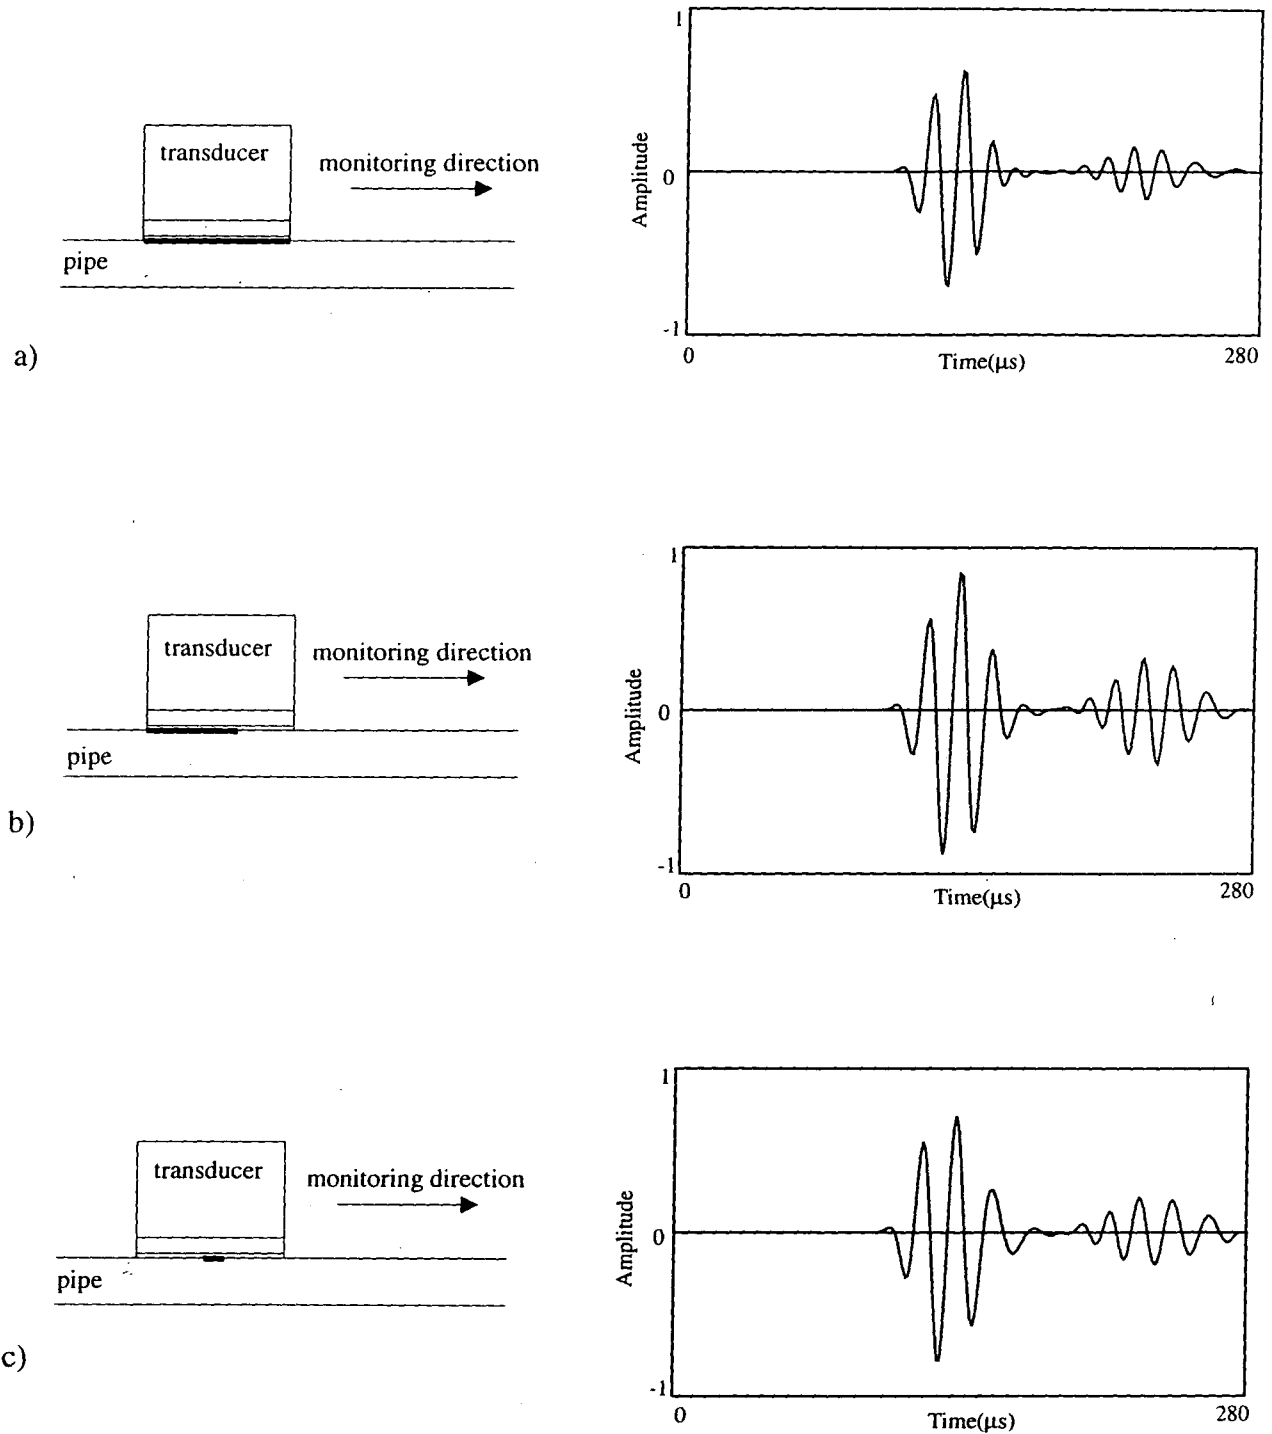 transducer
monitoring direction
pipe
a)
1
0
-1
Amplitude
0
280
Time(μs)
transducer
monitoring direction
pipe
b)
1
0
-1
Amplitude
0
280
Time(μs)
transducer
monitoring direction
pipe
c)
1
0
-1
Amplitude
0
280
Time(μs)